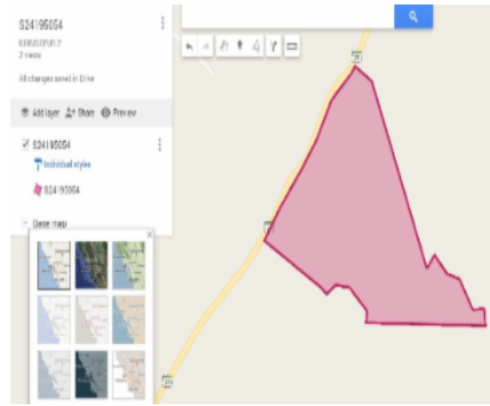 S24195054
2 views
All changes saved in Drive
Add layer Share Preview
S24195054
Individual styles
S24195054
Base map